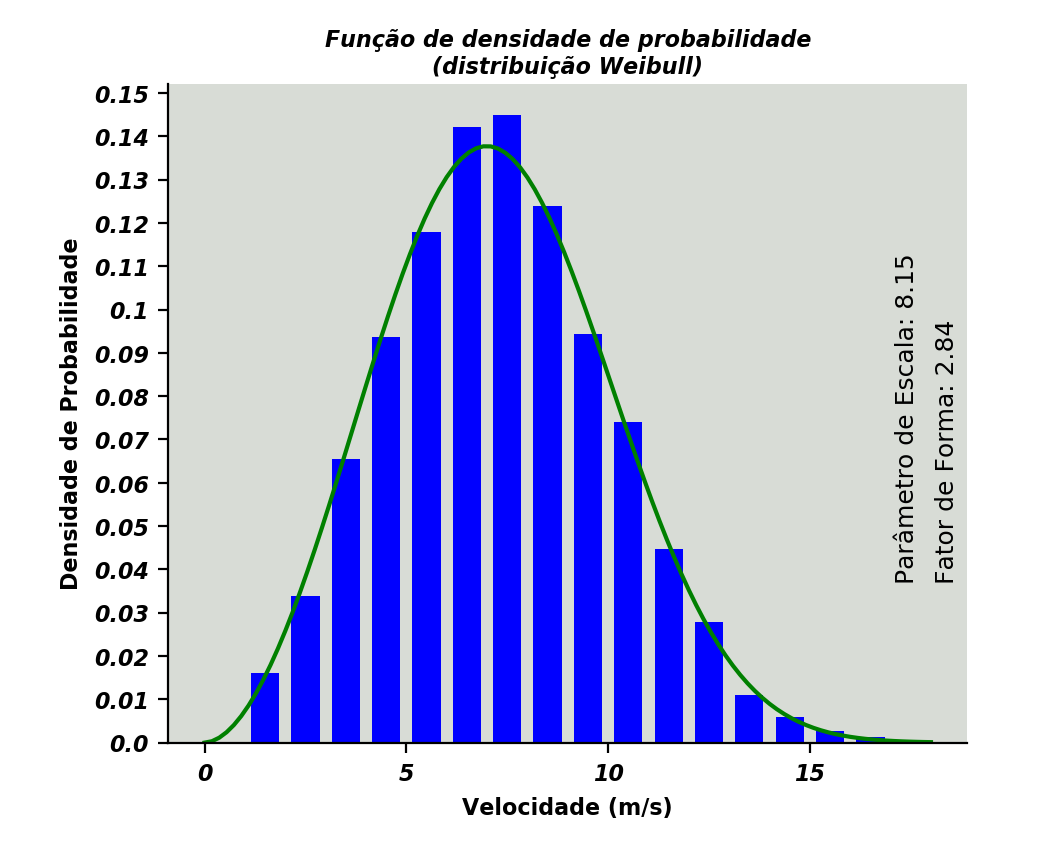 Função de densidade de probabilidade
(distribuição Weibull)
0.15
0.14
0.13
0.12
0.11
0.1
0.09
0.08
0.07
0.06
0.05
0.04
0.03
0.02
0.01
0.0
Densidade de Probabilidade
Parâmetro de Escala: 8.15
Fator de Forma: 2.84
0 5 10 15
Velocidade (m/s)